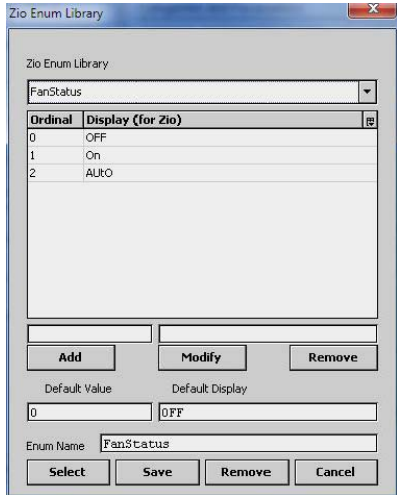 Zio Enum Library
Zio Enum Library
FanStatus
Ordinal Display (for Zio)
0 OFF
1 On
2 AUtO
Add Modify Remove
Default Value Default Display
0 OFF
Enum Name FanStatus
Select Save Remove Cancel